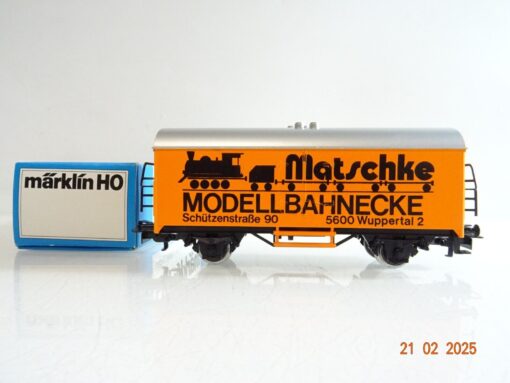 märklin HO
Matschke
MODELLBAHNECKE
Schützenstraße 90 5600 Wuppertal 2
21 02 2025